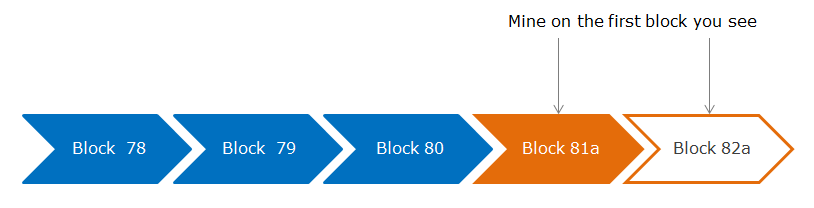 Mine on the first block you see
Block  78
Block  79
Block 80
Block 81a
Block 82a